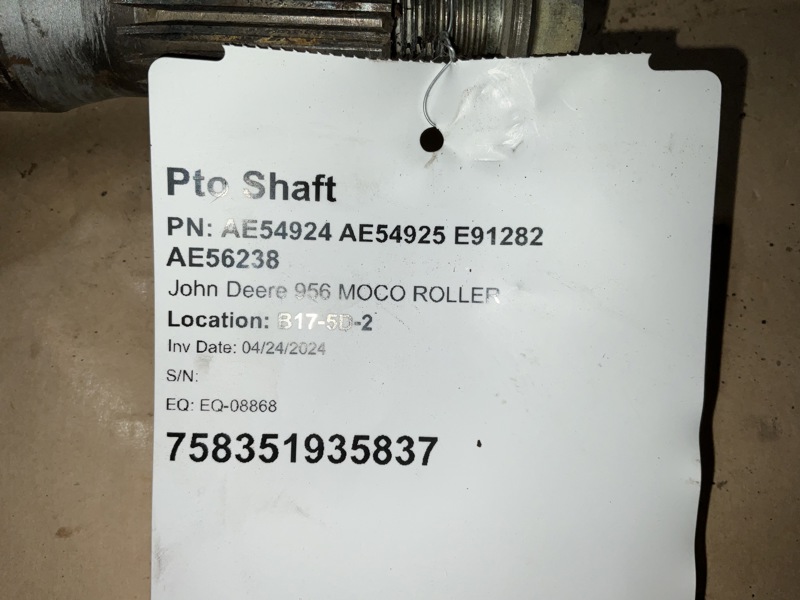 Pto Shaft
PN: AE54924 AE54925 E91282
AE56238
John Deere 956 MOCO ROLLER
Location: B17-5D-2
Inv Date: 04/24/2024
S/N:
EQ: EQ-08868
758351935837